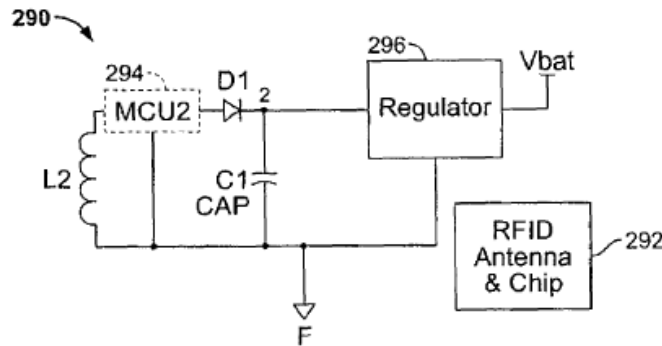 290
294
MCU2
D1
2
296
Regulator
Vbat
L2
C1
CAP
RFID
Antenna
& Chip
292
F